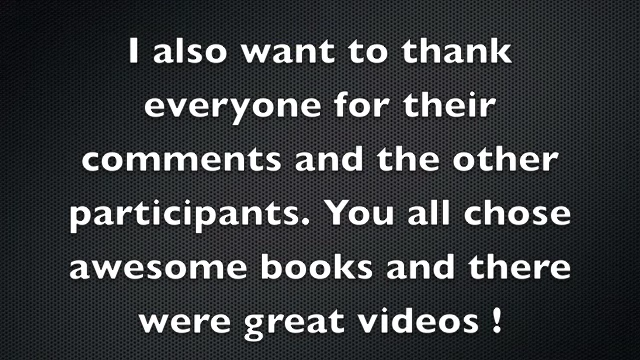 I also want to thank
everyone for their
comments and the other
participants. You all chose
awesome books and there
were great videos !